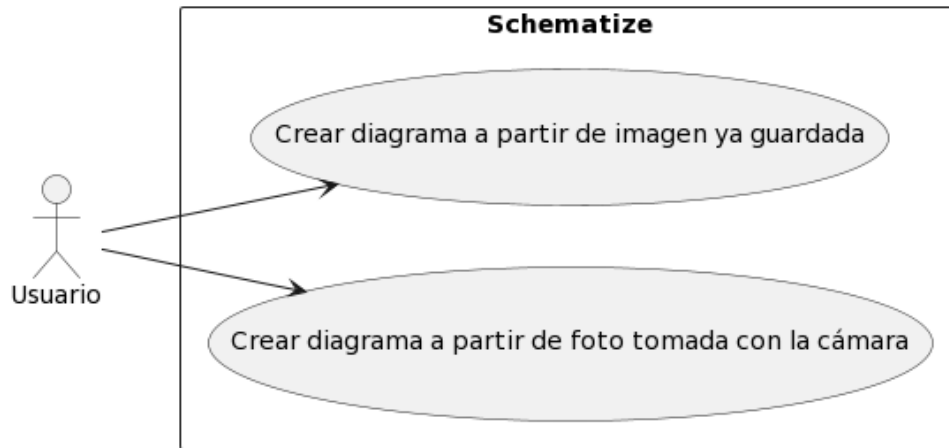 Schematize
Crear diagrama a partir de imagen ya guardada
Usuario
Crear diagrama a partir de foto tomada con la cámara